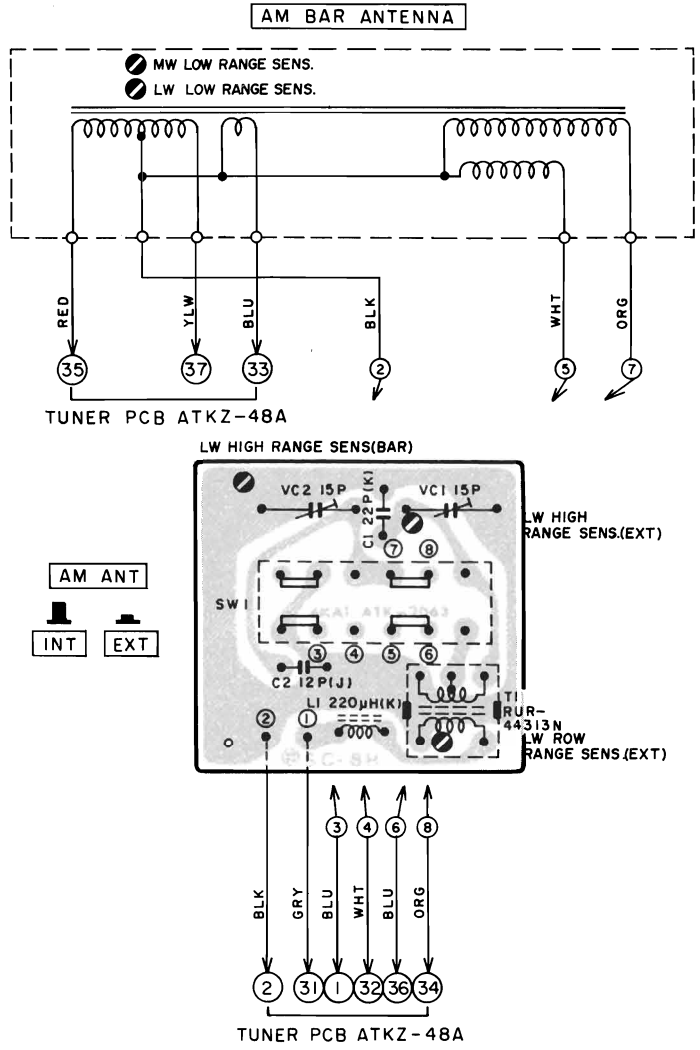 AM BAR ANTENNA
MW LOW RANGE SENS.
LW LOW RANGE SENS.
RED
YLW
BLU
BLK
WHT
ORG
35
37
33
2
5
7
TUNER PCB ATKZ-48A
LW HIGH RANGE SENS(BAR)
VC2 15P
C1 22P(K)
VC1 15P
LW HIGH
RANGE SENS.(EXT)
7
8
AM ANT
INT
EXT
SW1
3
4
5
6
C2 12P(J)
L1 220µH(K)
T1
RUR-
44313N
2
1
LW ROW
RANGE SENS.(EXT)
3
4
6
8
BLK
GRY
BLU
WHT
BLU
ORG
2
31
1
32
36
34
TUNER PCB ATKZ-48A